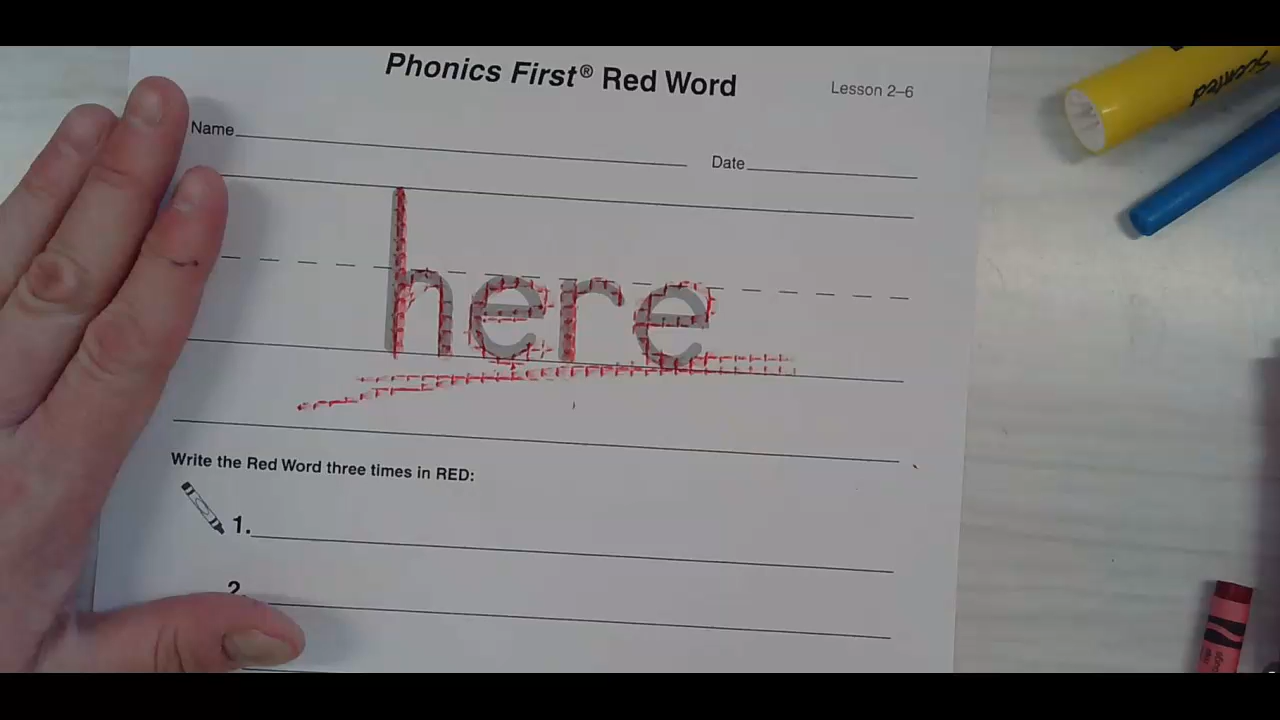 Phonics First® Red Word
Lesson 2–6
Name
Date
here
Write the Red Word three times in RED:
1.
2.
Scented